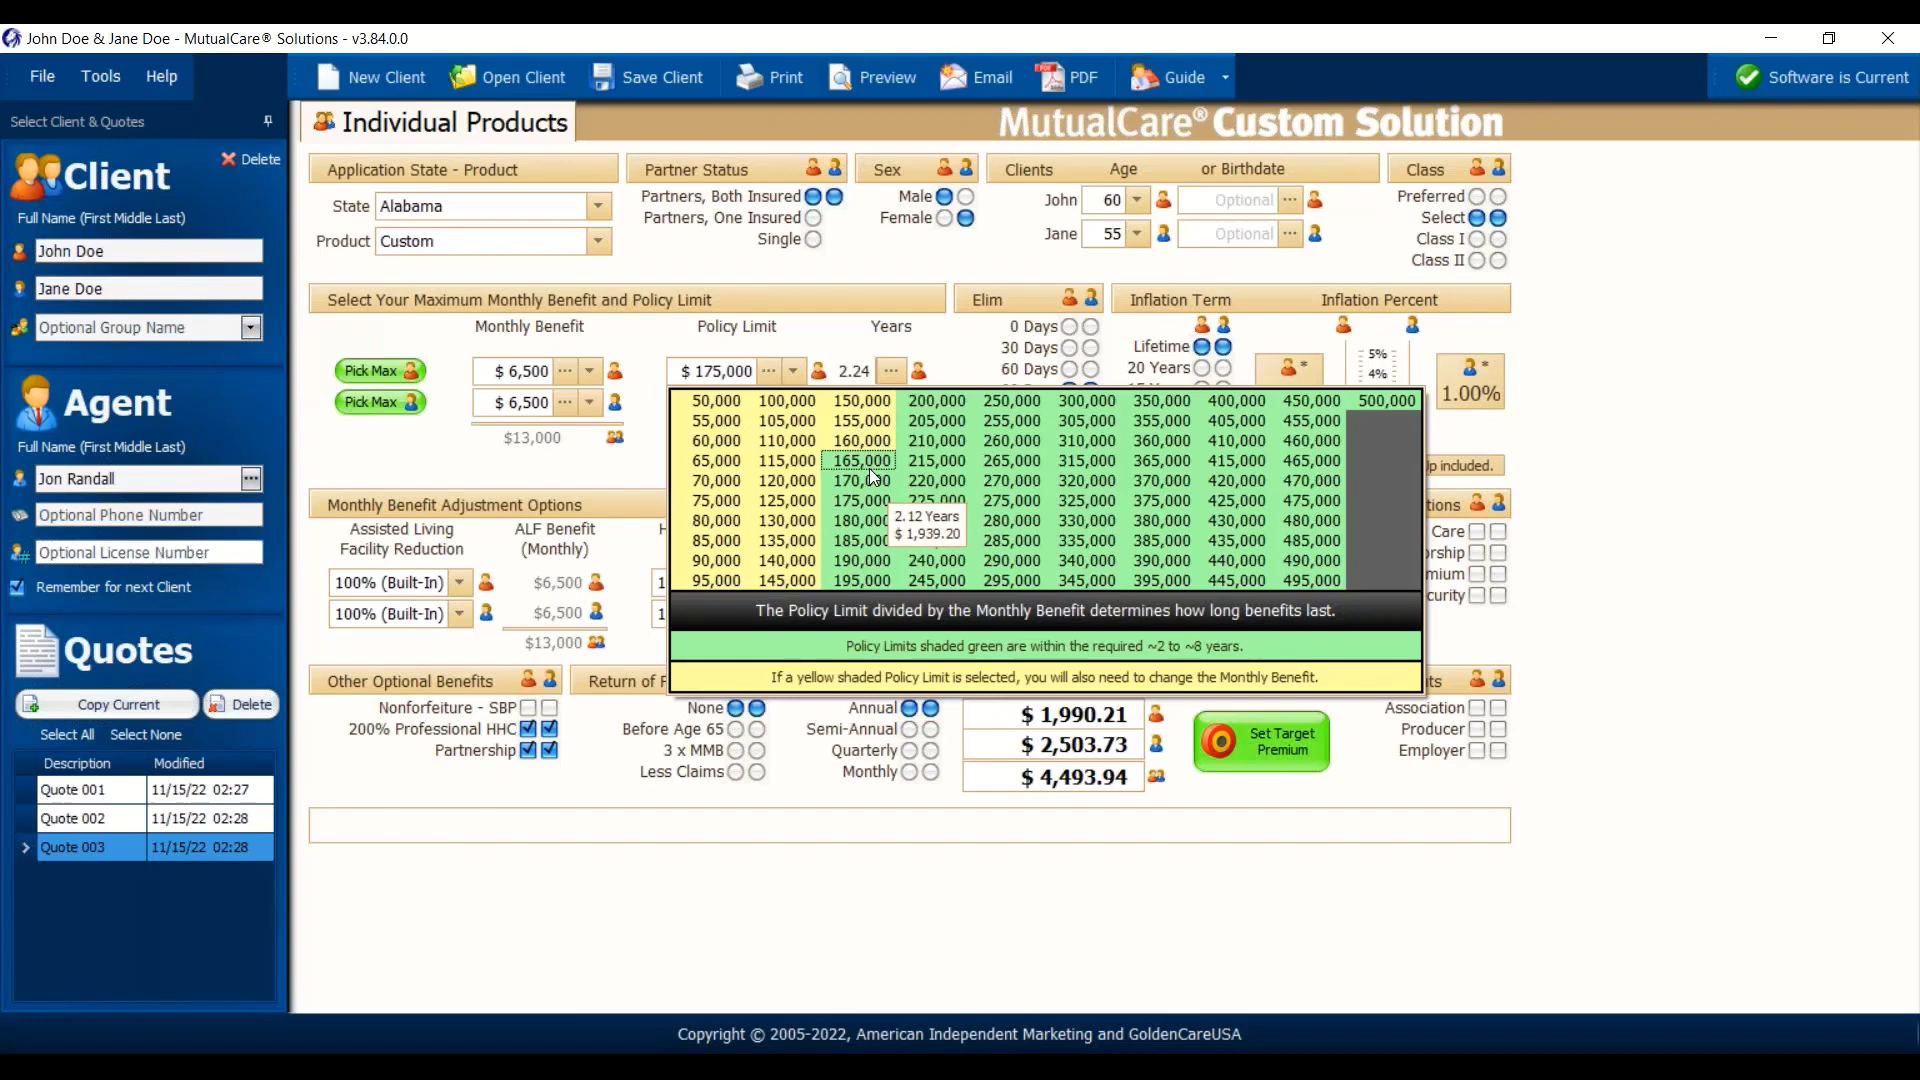 John Doe & Jane Doe - MutualCare® Solutions - v3.84.0.0
File Tools Help
New Client Open Client Save Client Print Preview Email PDF Guide
Software is Current
Select Client & Quotes
Delete
Client
Full Name (First Middle Last)
John Doe
Jane Doe
Optional Group Name
Agent
Full Name (First Middle Last)
Jon Randall
Optional Phone Number
Optional License Number
Remember for next Client
Quotes
Copy Current Delete
Select All Select None
Description Modified
Quote 001 11/15/22 02:27
Quote 002 11/15/22 02:28
Quote 003 11/15/22 02:28
Individual Products
MutualCare® Custom Solution
Application State - Product
State Alabama
Product Custom
Partner Status
Partners, Both Insured
Partners, One Insured
Single
Sex
Male
Female
Clients Age or Birthdate
John 60 Optional
Jane 55 Optional
Class
Preferred
Select
Class I
Class II
Select Your Maximum Monthly Benefit and Policy Limit
Monthly Benefit Policy Limit Years
Pick Max $ 6,500 $ 175,000 2.24
Pick Max $ 6,500
$13,000
Elim
0 Days
30 Days
60 Days
Inflation Term Inflation Percent
Lifetime
20 Years
5%
4%
*
* 1.00%
50,000 100,000 150,000 200,000 250,000 300,000 350,000 400,000 450,000 500,000
55,000 105,000 155,000 205,000 255,000 305,000 355,000 405,000 455,000
60,000 110,000 160,000 210,000 260,000 310,000 360,000 410,000 460,000
65,000 115,000 165,000 215,000 265,000 315,000 365,000 415,000 465,000
70,000 120,000 170,000 220,000 270,000 320,000 370,000 420,000 470,000
75,000 125,000 175,000 225,000 275,000 325,000 375,000 425,000 475,000
80,000 130,000 180,000 280,000 330,000 380,000 430,000 480,000
85,000 135,000 185,000 285,000 335,000 385,000 435,000 485,000
90,000 140,000 190,000 240,000 290,000 340,000 390,000 440,000 490,000
95,000 145,000 195,000 245,000 295,000 345,000 395,000 445,000 495,000
2.12 Years
$ 1,939.20
The Policy Limit divided by the Monthly Benefit determines how long benefits last.
Policy Limits shaded green are within the required ~2 to ~8 years.
If a yellow shaded Policy Limit is selected, you will also need to change the Monthly Benefit.
included.
Monthly Benefit Adjustment Options
Assisted Living
Facility Reduction
ALF Benefit
(Monthly)
100% (Built-In) $6,500
100% (Built-In) $6,500
$13,000
Care
Other Optional Benefits
Nonforfeiture - SBP
200% Professional HHC
Partnership
Return of
None
Before Age 65
3 x MMB
Less Claims
Annual
Semi-Annual
Quarterly
Monthly
$ 1,990.21
$ 2,503.73
$ 4,493.94
Set Target
Premium
Association
Producer
Employer
Copyright © 2005-2022, American Independent Marketing and GoldenCareUSA